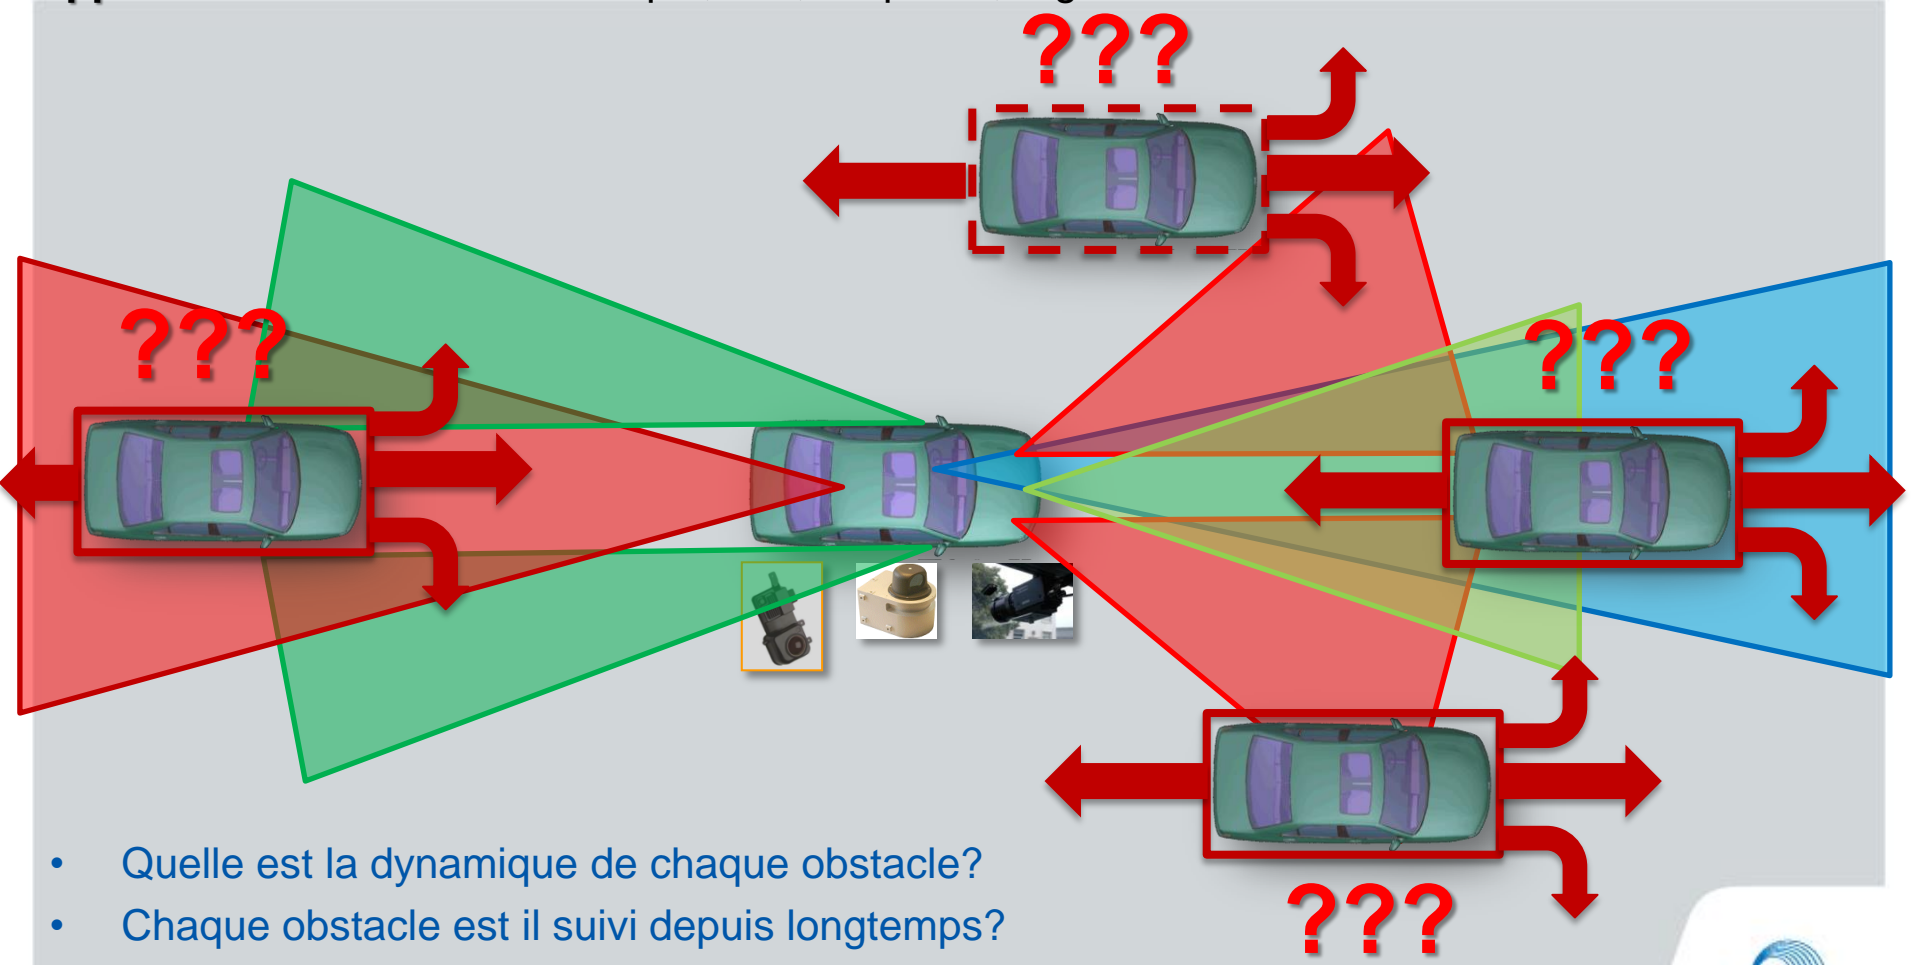 ???
???
???
• Quelle est la dynamique de chaque obstacle?
• Chaque obstacle est il suivi depuis longtemps?
???